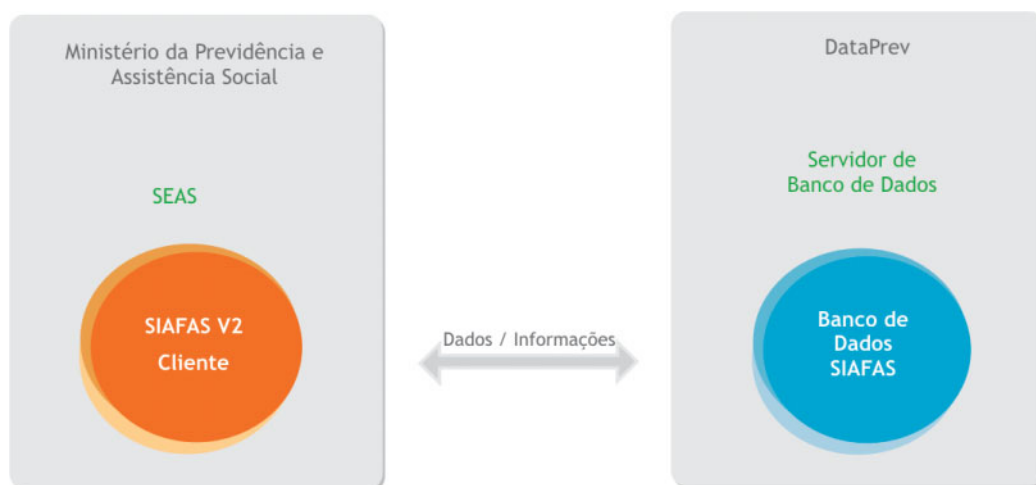 Ministério da Previdência e
Assistência Social
SEAS
SIAFAS V2
Cliente
Dados / Informações
DataPrev
Servidor de
Banco de Dados
Banco de
Dados
SIAFAS